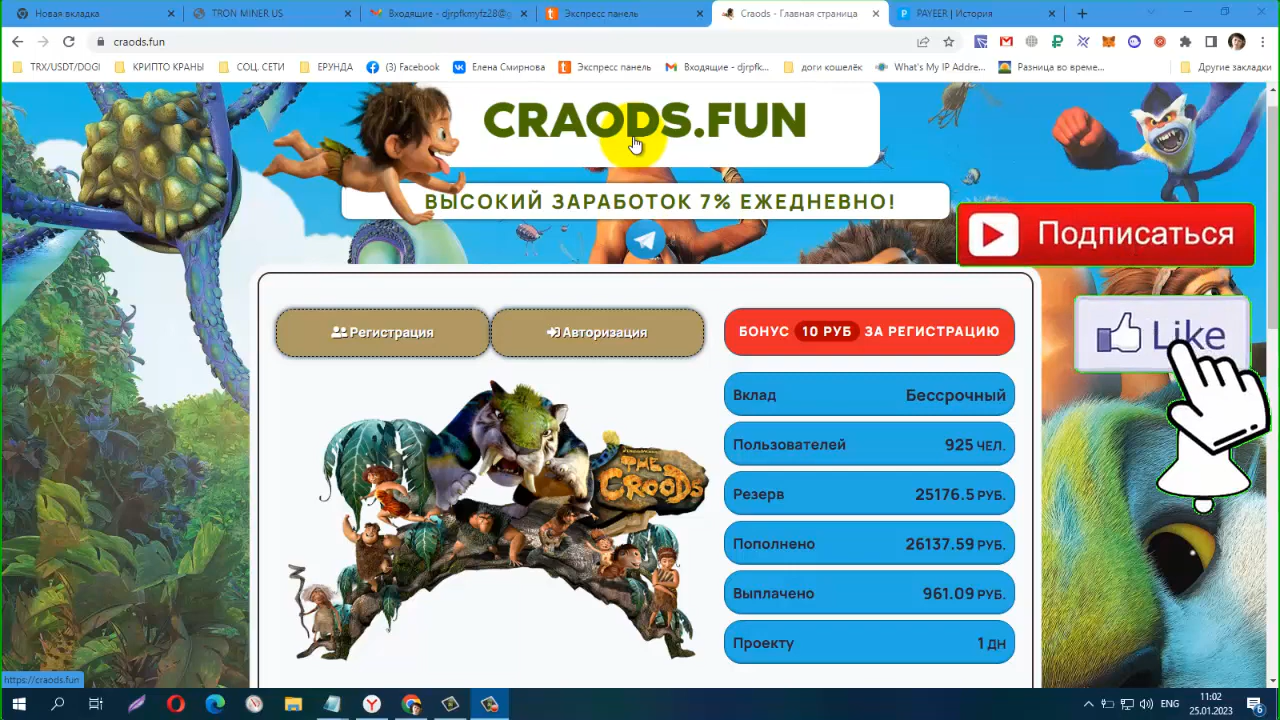 Новая вкладка
TRON MINER.US
Входящие - djrpfkmyfz28@g
Экспресс панель
Craods - Главная страница
PAYEER | История
craods.fun
TRX/USDT/DOGI
КРИПТО КРАНЫ
СОЦ. СЕТИ
ЕРУНДА
(3) Facebook
Елена Смирнова
Экспресс панель
Входящие - djrpfk...
доги кошелёк
What's My IP Addre...
Разница во време...
Другие закладки
CRAODS.FUN
ВЫСОКИЙ ЗАРАБОТОК 7% ЕЖЕДНЕВНО!
Подписаться
Like
Регистрация
Авторизация
БОНУС 10 РУБ ЗА РЕГИСТРАЦИЮ
Вклад Бессрочный
Пользователей 925 ЧЕЛ.
Резерв 25176.5 РУБ.
Пополнено 26137.59 РУБ.
Выплачено 961.09 РУБ.
Проекту 1 ДН
THE
CROODS
https://craods.fun
ENG
11:02
25.01.2023
6